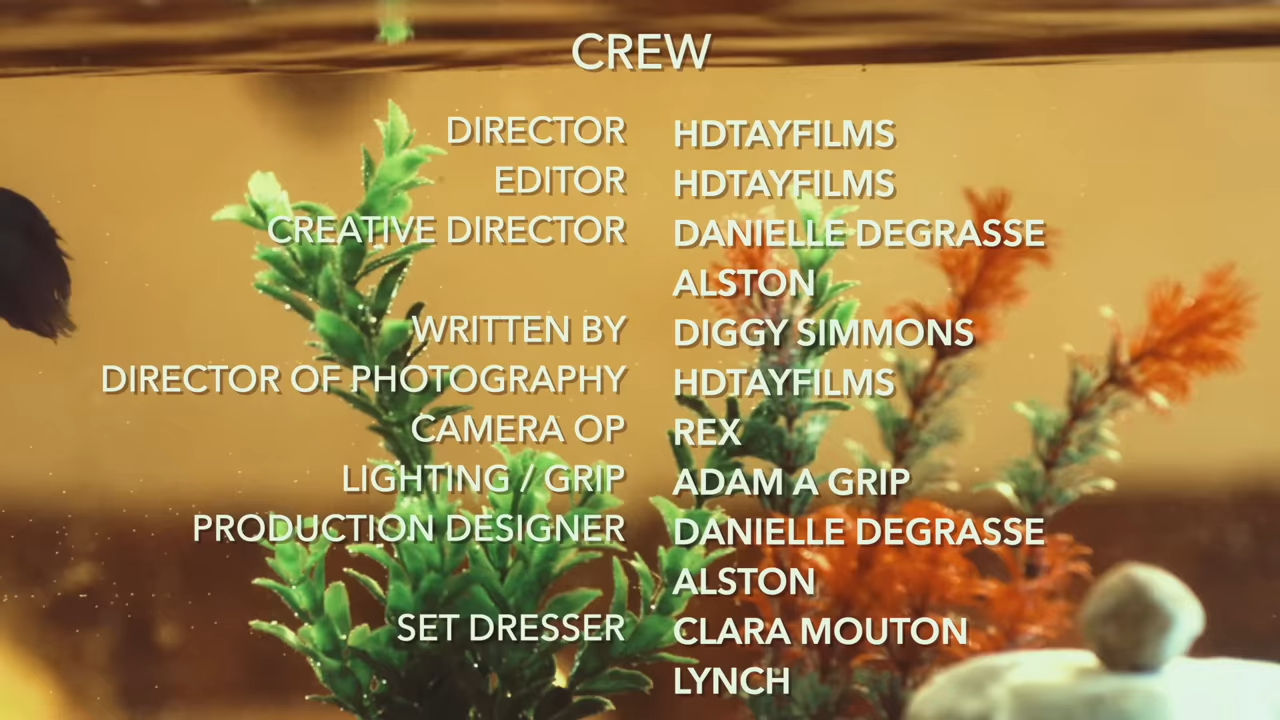 CREW
DIRECTOR HDTAYFILMS
EDITOR HDTAYFILMS
CREATIVE DIRECTOR DANIELLE DEGRASSE
ALSTON
WRITTEN BY DIGGY SIMMONS
DIRECTOR OF PHOTOGRAPHY HDTAYFILMS
CAMERA OP REX
LIGHTING / GRIP ADAM A GRIP
PRODUCTION DESIGNER DANIELLE DEGRASSE
ALSTON
SET DRESSER CLARA MOUTON
LYNCH